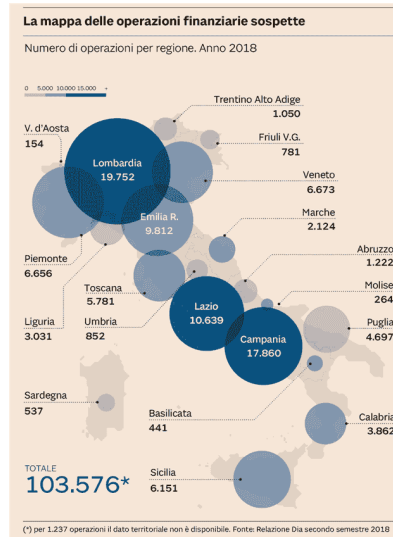 La mappa delle operazioni finanziarie sospette
Numero di operazioni per regione. Anno 2018
0 5.000 10.000 15.000 +
Trentino Alto Adige
1.050
V. d'Aosta
154
Friuli V.G.
781
Lombardia
19.752
Veneto
6.673
Emilia R.
9.812
Marche
2.124
Piemonte
6.656
Abruzzo
1.222
Toscana
5.781
Molise
264
Lazio
10.639
Liguria
3.031
Umbria
852
Puglia
4.697
Campania
17.860
Sardegna
537
Basilicata
441
Calabria
3.862
TOTALE
103.576*
Sicilia
6.151
(*) per 1.237 operazioni il dato territoriale non è disponibile. Fonte: Relazione Dia secondo semestre 2018